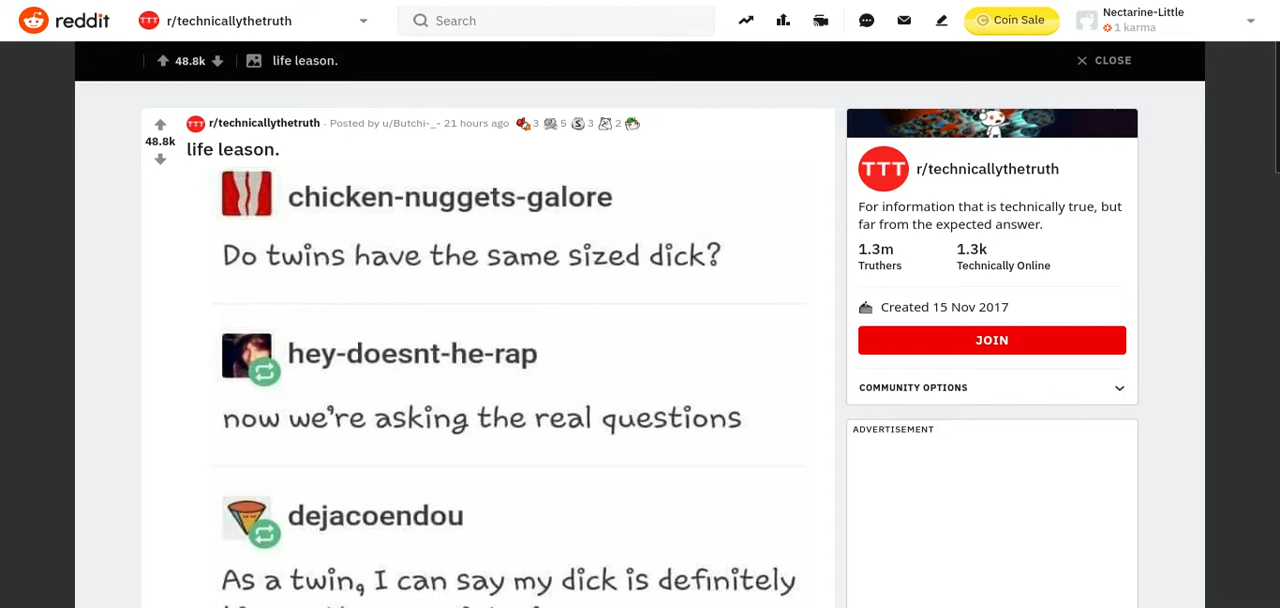 reddit
TTT
r/technicallythetruth
Search
Coin Sale
Nectarine-Little
1 karma
48.8k
life leason.
CLOSE
48.8k
TTT
r/technicallythetruth · Posted by u/Butchi-_- 21 hours ago 3 5 3 2
life leason.
chicken-nuggets-galore
Do twins have the same sized dick?
hey-doesnt-he-rap
now we're asking the real questions
dejacoendou
As a twin, I can say my dick is definitely
TTT
r/technicallythetruth
For information that is technically true, but
far from the expected answer.
1.3m
Truthers
1.3k
Technically Online
Created 15 Nov 2017
JOIN
COMMUNITY OPTIONS
ADVERTISEMENT